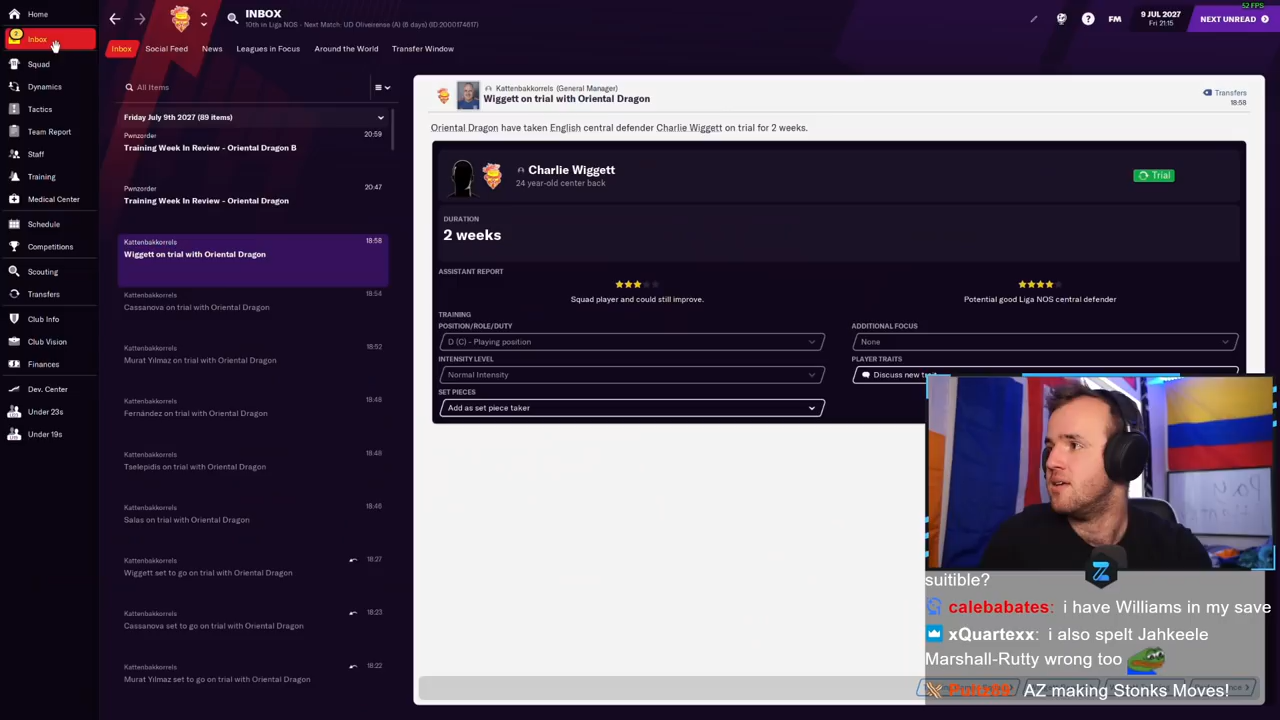 52 FPS
Home
INBOX
10th in Liga NOS - Next Match: UD Oliveirense (A) (6 days) (ID:2000174617)
FM
9 JUL 2027
FRI 21:15
NEXT UNREAD
2
Inbox
Squad
Dynamics
Tactics
Team Report
Staff
Training
Medical Center
Schedule
Competitions
Scouting
Transfers
Club Info
Club Vision
Finances
Dev. Center
Under 23s
Under 19s
Inbox
Social Feed
News
Leagues in Focus
Around the World
Transfer Window
All Items
Friday July 9th 2027 (89 items)
Pwnzorder 20:59
Training Week In Review - Oriental Dragon B
Pwnzorder 20:47
Training Week In Review - Oriental Dragon
Kattenbakkorrels 18:58
Wiggett on trial with Oriental Dragon
Kattenbakkorrels 18:54
Cassanova on trial with Oriental Dragon
Kattenbakkorrels 18:52
Murat Yilmaz on trial with Oriental Dragon
Kattenbakkorrels 18:48
Fernández on trial with Oriental Dragon
Kattenbakkorrels 18:48
Tselepidis on trial with Oriental Dragon
Kattenbakkorrels 18:46
Salas on trial with Oriental Dragon
Kattenbakkorrels 18:27
Wiggett set to go on trial with Oriental Dragon
Kattenbakkorrels 18:23
Cassanova set to go on trial with Oriental Dragon
Kattenbakkorrels 18:22
Murat Yilmaz set to go on trial with Oriental Dragon
Kattenbakkorrels (General Manager)
Wiggett on trial with Oriental Dragon
Transfers
18:58
Oriental Dragon have taken English central defender Charlie Wiggett on trial for 2 weeks.
Charlie Wiggett
24 year-old center back
Trial
DURATION
2 weeks
ASSISTANT REPORT
Squad player and could still improve.
Potential good Liga NOS central defender
TRAINING
POSITION/ROLE/DUTY
D (C) - Playing position
ADDITIONAL FOCUS
None
INTENSITY LEVEL
Normal Intensity
PLAYER TRAITS
Discuss new
SET PIECES
Add as set piece taker
suitible?
calebabates: i have Williams in my save
xQuartexx: i also spelt Jahkeele
Marshall-Rutty wrong too
AZ making Stonks Moves!